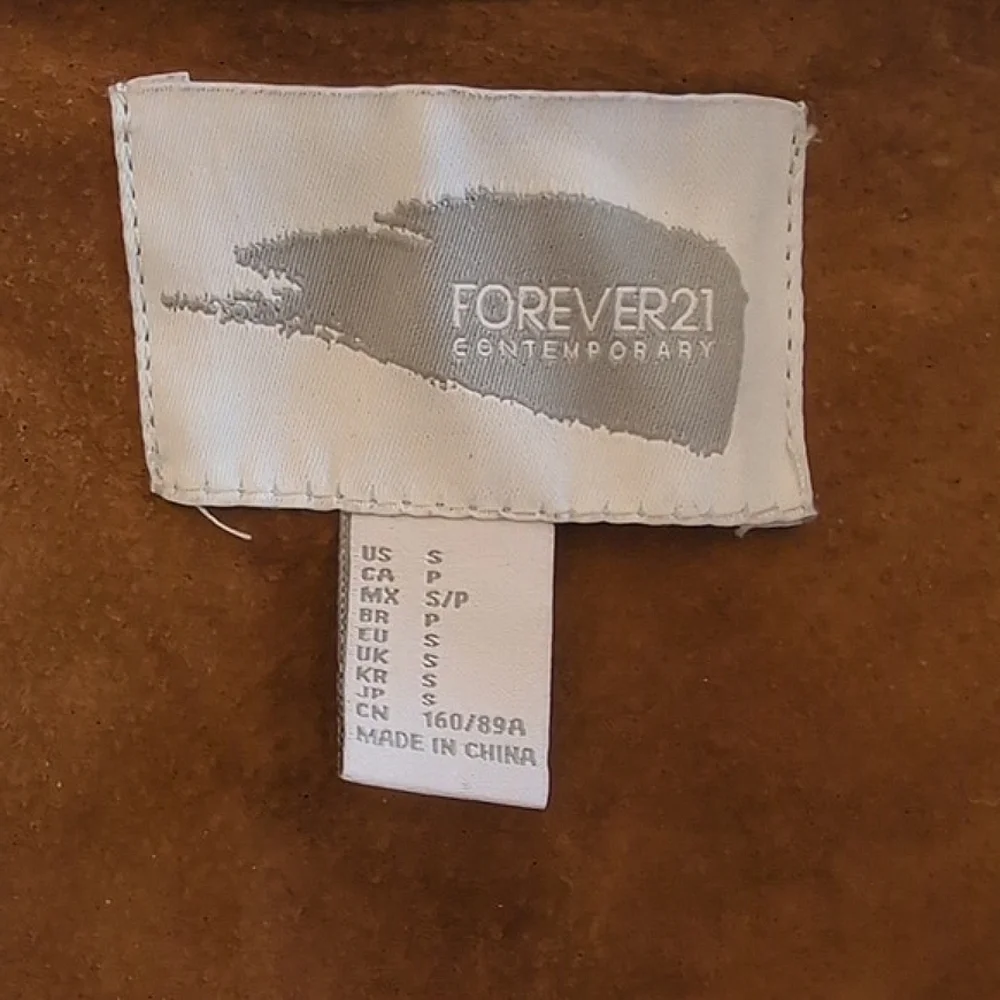 FOREVER21
CONTEMPORARY
US S
CA P
MX S/P
BR P
EU S
UK S
KR S
JP S
CN 160/89A
MADE IN CHINA